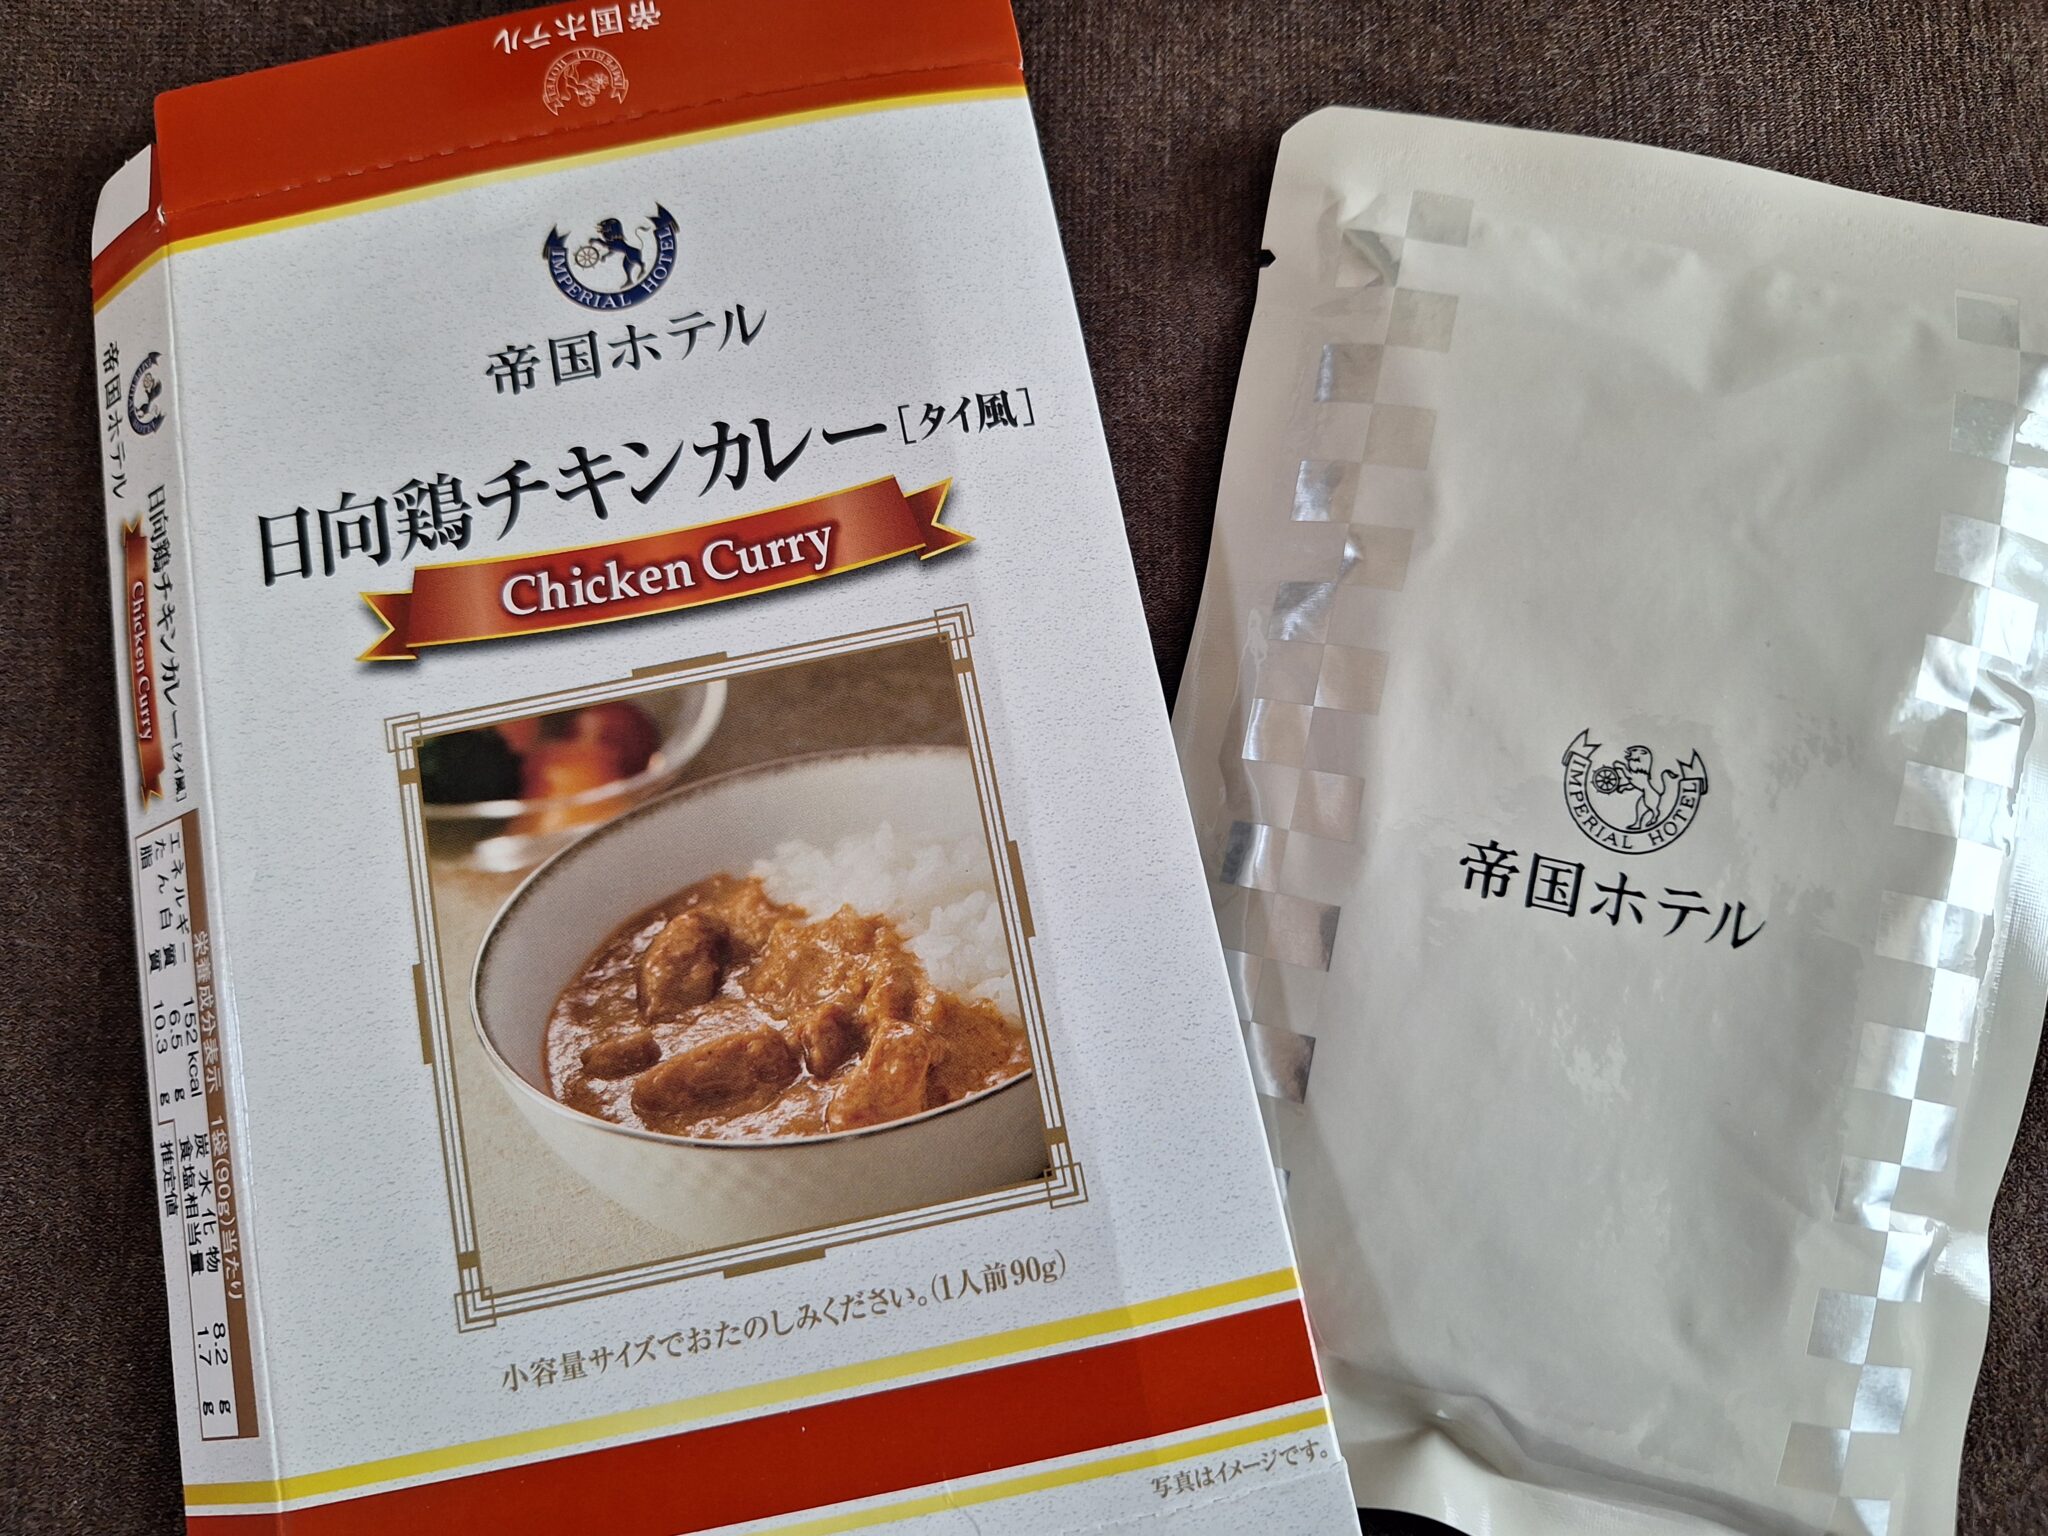 帝国ホテル
IMPERIAL HOTEL
IMPERIAL HOTEL
帝国ホテル
日向鶏チキンカレー[タイ風]
Chicken Curry
小容量サイズでおたのしみください。(1人前90g)
写真はイメージです。
帝国ホテル
日向鶏チキンカレー[タイ風]
Chicken Curry
栄養成分表示 1袋(90g)当たり
エネルギー 152 kcal 炭水化物 8.2 g
たん白質 6.5 g 食塩相当量 1.7 g
脂質 10.3 g 推定値
IMPERIAL HOTEL
帝国ホテル